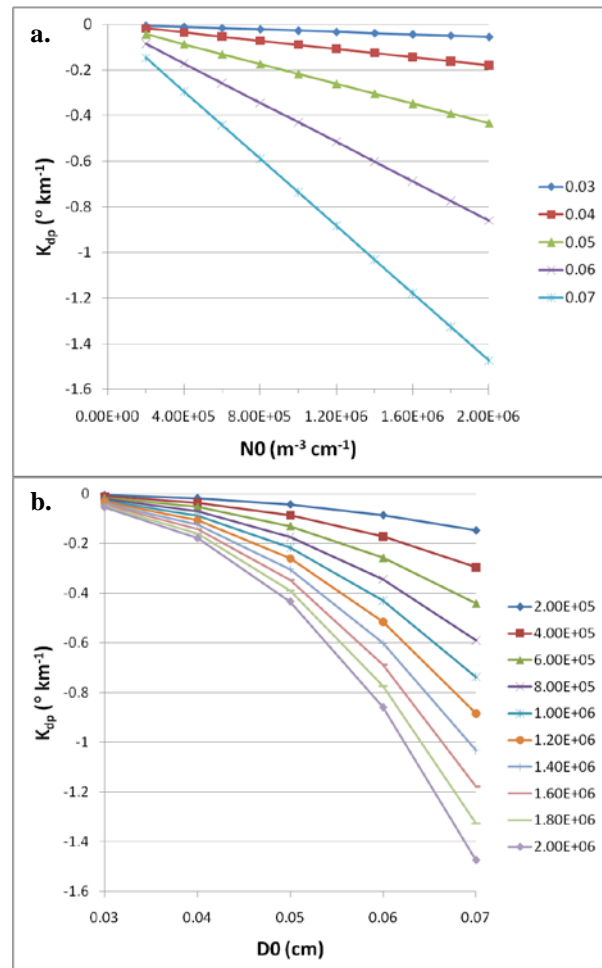 a.
0
-0.2
-0.4
-0.6
-0.8
-1
-1.2
-1.4
-1.6
Kdp (° km-1)
0.00E+00 4.00E+05 8.00E+05 1.20E+06 1.60E+06 2.00E+06
N0 (m-3 cm-1)
0.03
0.04
0.05
0.06
0.07
b.
0
-0.2
-0.4
-0.6
-0.8
-1
-1.2
-1.4
-1.6
Kdp (° km-1)
0.03 0.04 0.05 0.06 0.07
D0 (cm)
2.00E+05
4.00E+05
6.00E+05
8.00E+05
1.00E+06
1.20E+06
1.40E+06
1.60E+06
1.80E+06
2.00E+06